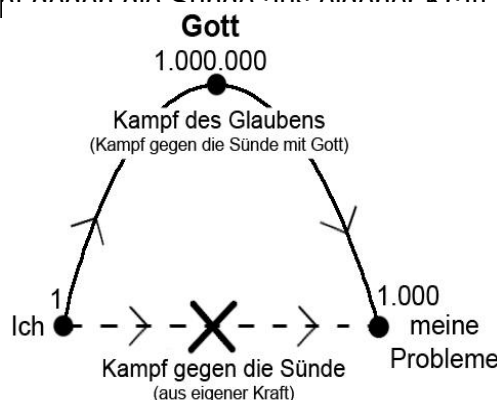 Gott
1.000.000
Kampf des Glaubens
(Kampf gegen die Sünde mit Gott)
1
1.000
Ich
meine
Probleme
Kampf gegen die Sünde
(aus eigener Kraft)